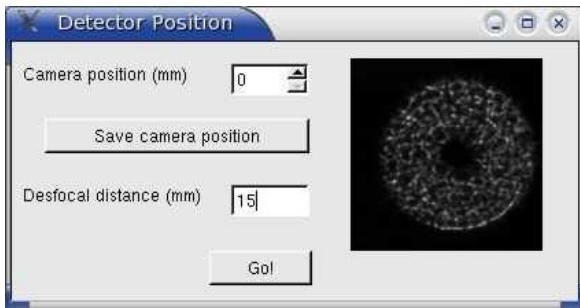 Detector Position
Camera position (mm) 0
Save camera position
Desfocal distance (mm) 15
Go!